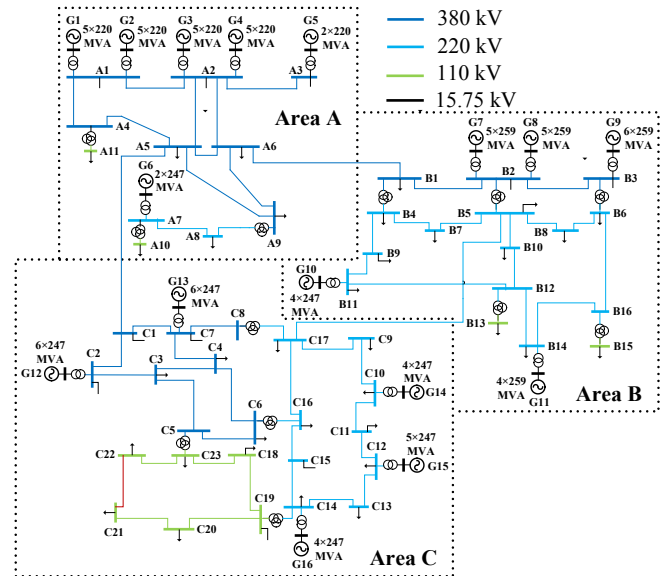 G1 5×220 MVA
G2 5×220 MVA
G3 5×220 MVA
G4 5×220 MVA
G5 2×220 MVA
380 kV
220 kV
110 kV
15.75 kV
A1
A2
A3
Area A
A4
A5
A6
A11
G6 2×247 MVA
A7
A8
A9
A10
G7 5×259 MVA
G8 5×259 MVA
G9 6×259 MVA
B1
B2
B3
B4
B5
B6
B7
B8
B9
B10
G10 4×247 MVA
B11
B12
B13
B14
B16
B15
4×259 MVA G11
Area B
G13 6×247 MVA
C8
C1
C7
C17
C9
6×247 MVA G12
C2
C3
C4
C10
4×247 MVA G14
C5
C6
C16
C11
C12
5×247 MVA G15
C22
C23
C18
C15
C19
C14
C13
C21
C20
4×247 MVA G16
Area C